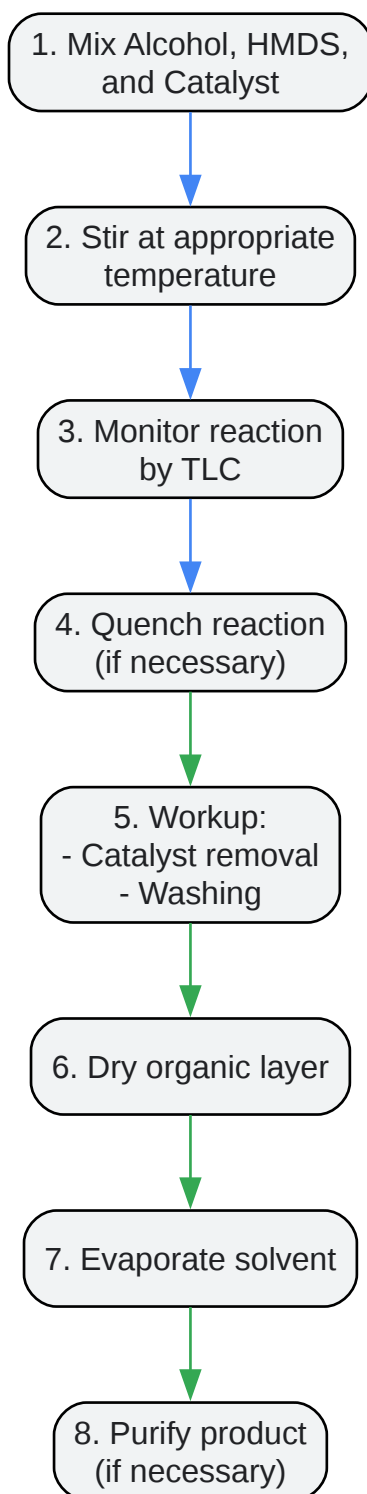 1. Mix Alcohol, HMDS,
and Catalyst
2. Stir at appropriate
temperature
3. Monitor reaction
by TLC
4. Quench reaction
(if necessary)
5. Workup:
- Catalyst removal
- Washing
6. Dry organic layer
7. Evaporate solvent
8. Purify product
(if necessary)